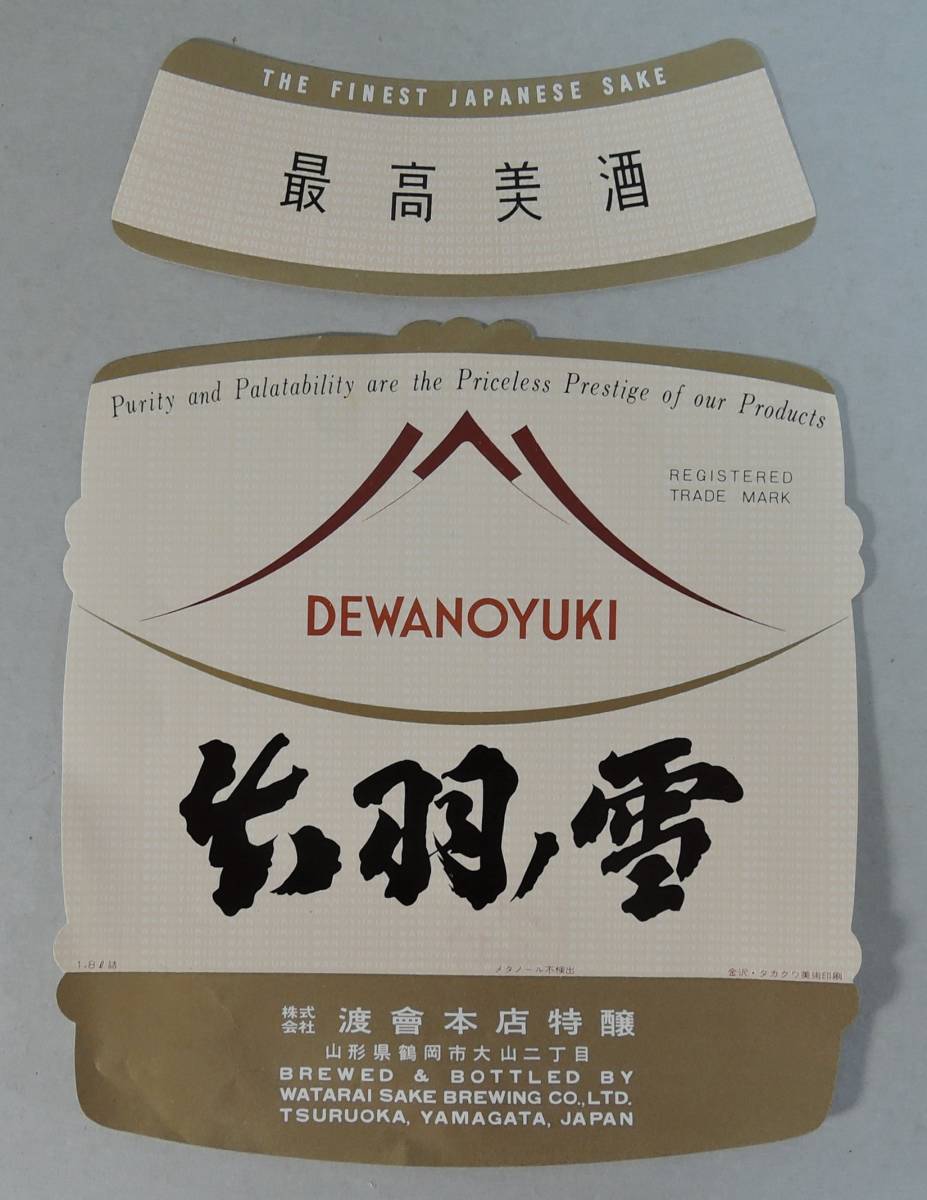 THE FINEST JAPANESE SAKE
最高美酒
Purity and Palatability are the Priceless Prestige of our Products
REGISTERED
TRADE MARK
DEWANOYUKI
出羽ノ雪
1.8ℓ詰
メタノール不検出
金沢・タカクワ美術印刷
株式会社 渡會本店特醸
山形県鶴岡市大山二丁目
BREWED & BOTTLED BY
WATARAI SAKE BREWING CO.,LTD.
TSURUOKA, YAMAGATA, JAPAN